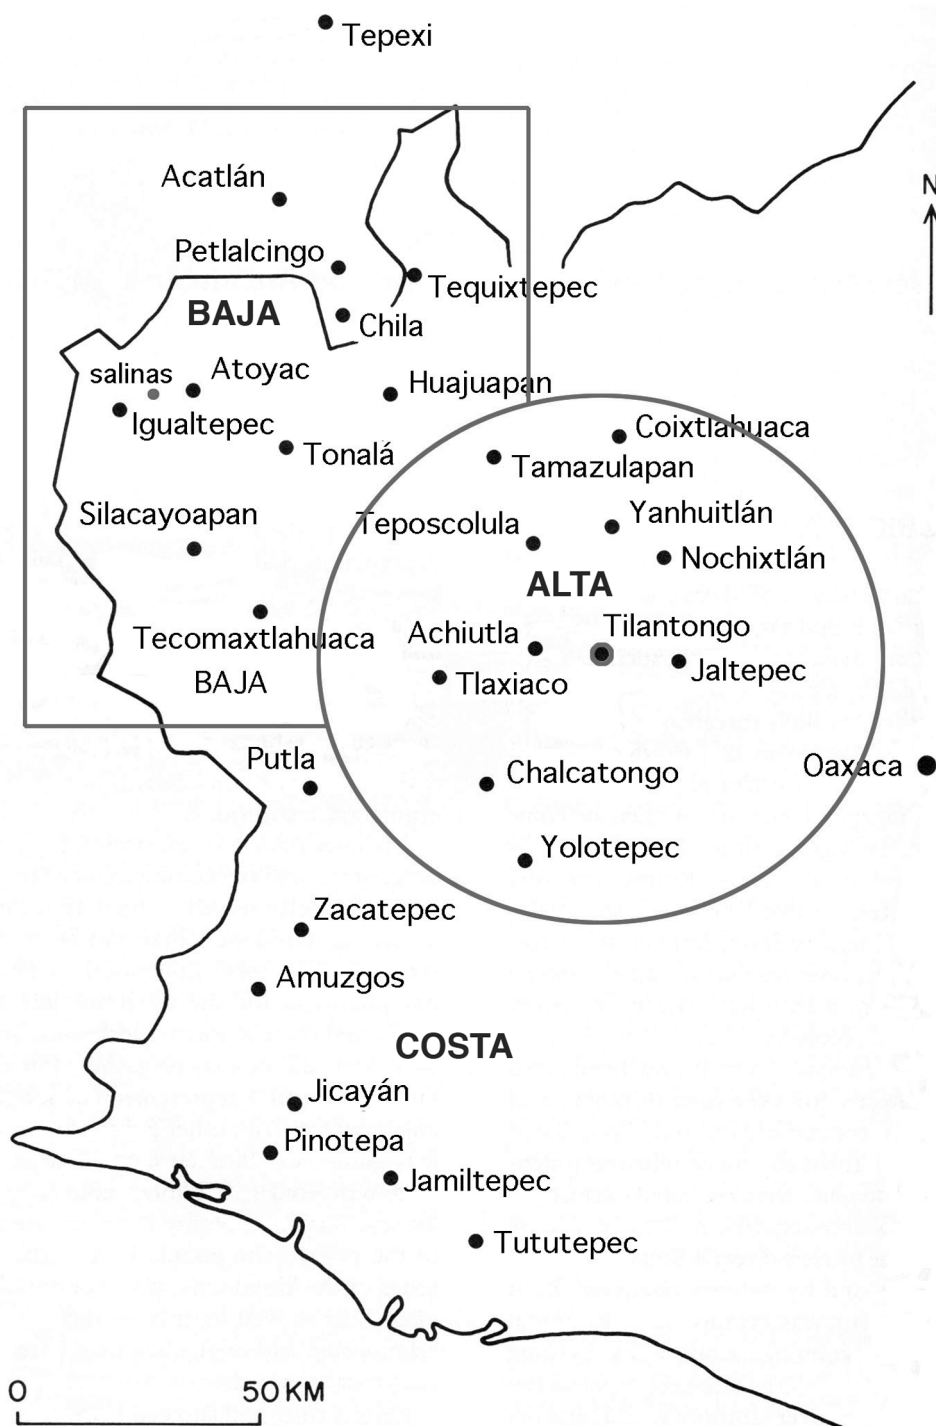 Tepexi
N
Acatlán
Petlalcingo
Tequixtepec
BAJA
Chila
salinas
Atoyac
Huajuapan
Igualtepec
Coixtlahuaca
Tonalá
Tamazulapan
Silacayoapan
Teposcolula
Yanhuitlán
Nochixtlán
ALTA
Tecomaxtlahuaca
Achiutla
Tilantongo
BAJA
Tlaxiaco
Jaltepec
Putla
Chalcatongo
Oaxaca
Yolotepec
Zacatepec
Amuzgos
COSTA
Jicayán
Pinotepa
Jamiltepec
Tututepec
0
50 KM